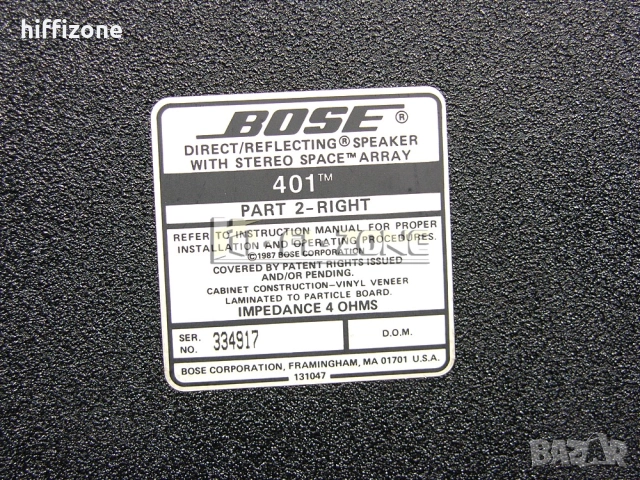 hiffizone
BOSE®
DIRECT/REFLECTING® SPEAKER
WITH STEREO SPACE™ ARRAY
401™
PART 2-RIGHT
REFER TO INSTRUCTION MANUAL FOR PROPER
INSTALLATION AND OPERATING PROCEDURES.
©1987 BOSE CORPORATION
COVERED BY PATENT RIGHTS ISSUED
AND/OR PENDING.
CABINET CONSTRUCTION-VINYL VENEER
LAMINATED TO PARTICLE BOARD.
IMPEDANCE 4 OHMS
SER. NO. 334917 D.O.M.
BOSE CORPORATION, FRAMINGHAM, MA 01701 U.S.A.
131047
BAZAR